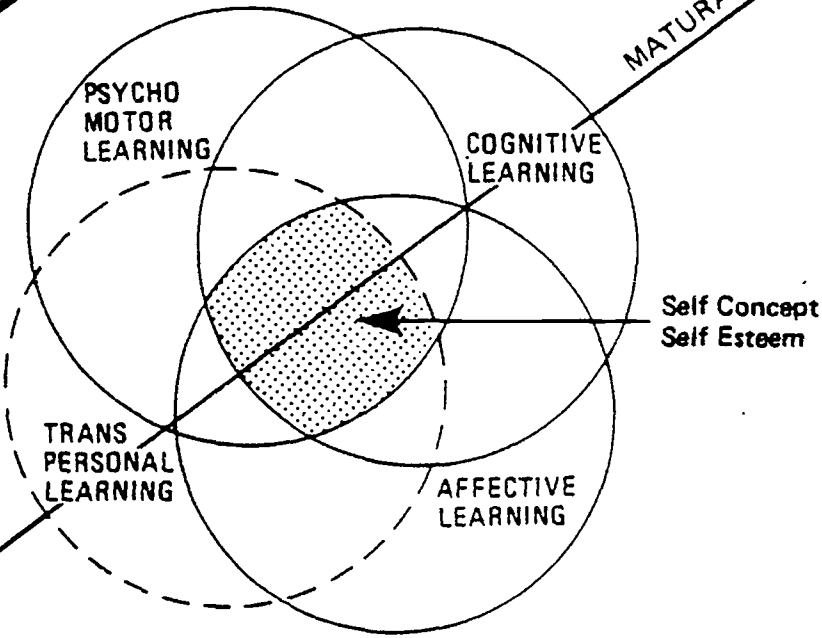 MATURA
PSYCHO
MOTOR
LEARNING
COGNITIVE
LEARNING
Self Concept
Self Esteem
TRANS
PERSONAL
LEARNING
AFFECTIVE
LEARNING